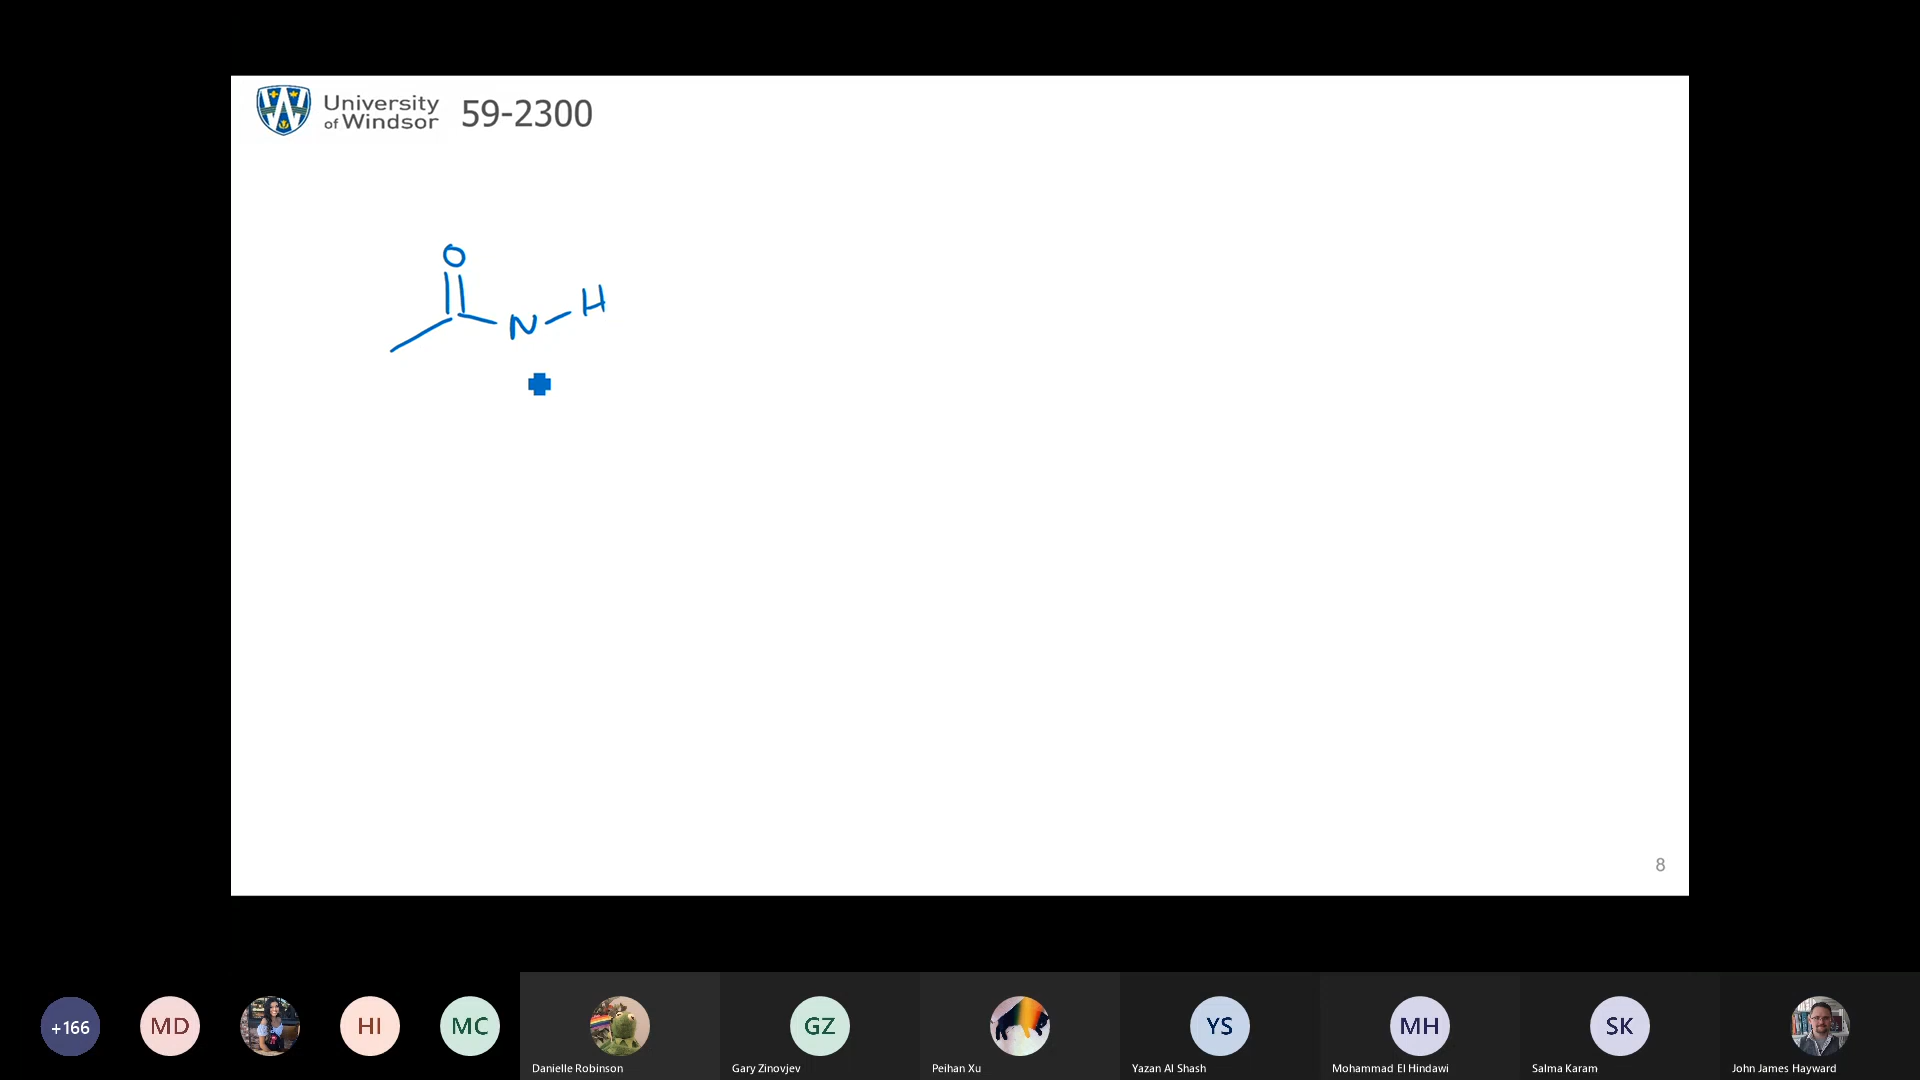 University
of Windsor
59-2300
O
N
H
8
+166
MD
HI
MC
GZ
YS
MH
SK
Danielle Robinson
Gary Zinovjev
Peihan Xu
Yazan Al Shash
Mohammad El Hindawi
Salma Karam
John James Hayward